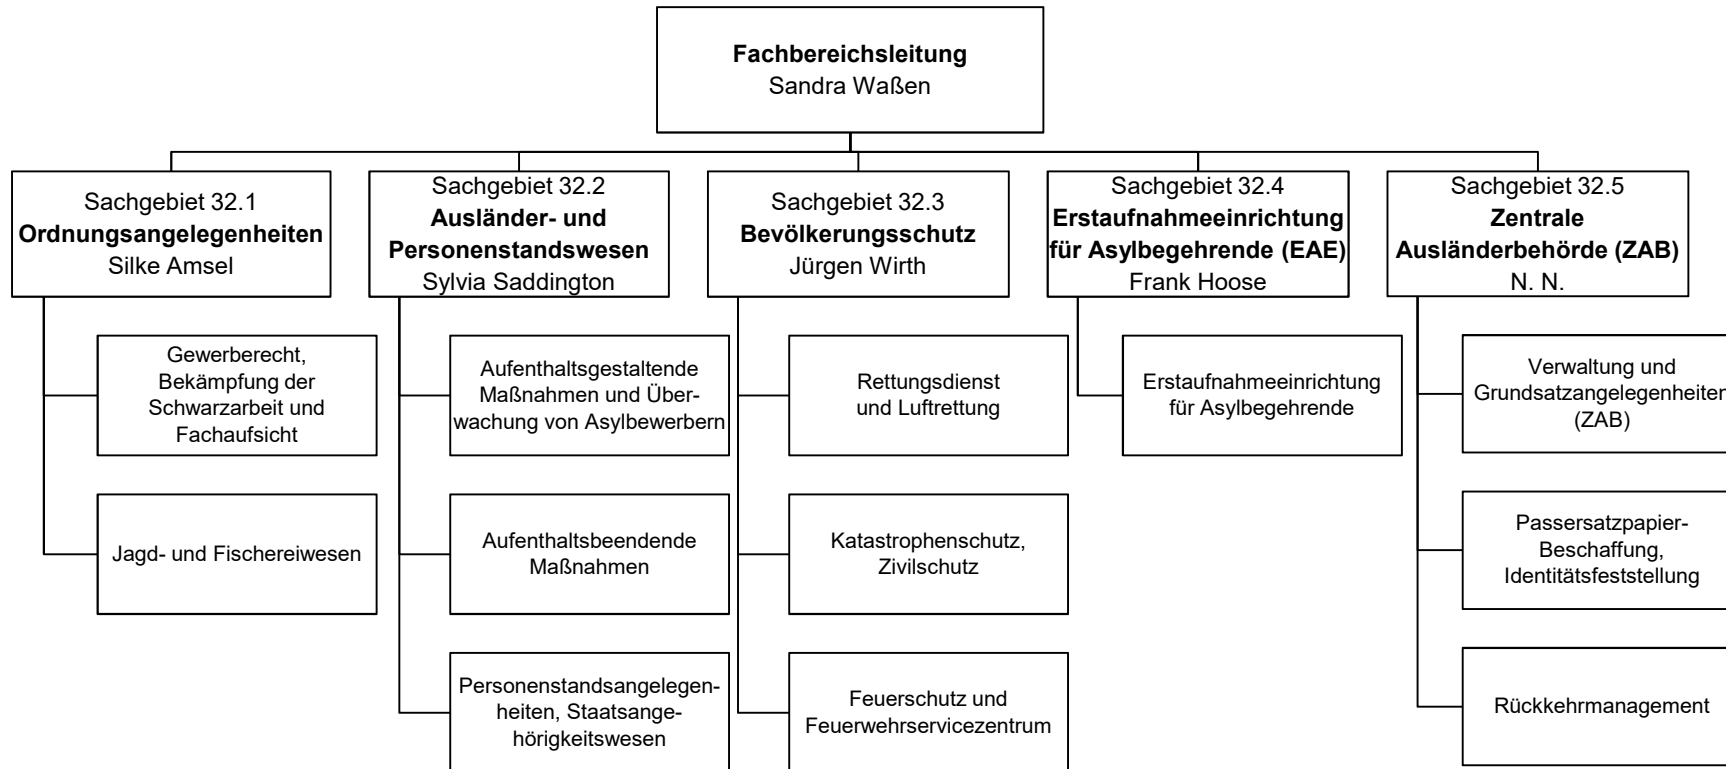 Fachbereichsleitung
Sandra Waßen
Sachgebiet 32.1
Ordnungsangelegenheiten
Silke Amsel
Sachgebiet 32.2
Ausländer- und
Personenstandswesen
Sylvia Saddington
Sachgebiet 32.3
Bevölkerungsschutz
Jürgen Wirth
Sachgebiet 32.4
Erstaufnahmeeinrichtung
für Asylbegehrende (EAE)
Frank Hoose
Sachgebiet 32.5
Zentrale
Ausländerbehörde (ZAB)
N. N.
Gewerberecht,
Bekämpfung der
Schwarzarbeit und
Fachaufsicht
Jagd- und Fischereiwesen
Aufenthaltsgestaltende
Maßnahmen und Über-
wachung von Asylbewerbern
Aufenthaltsbeendende
Maßnahmen
Personenstandsangelegen-
heiten, Staatsange-
hörigkeitswesen
Rettungsdienst
und Luftrettung
Katastrophenschutz,
Zivilschutz
Feuerschutz und
Feuerwehrservicezentrum
Erstaufnahmeeinrichtung
für Asylbegehrende
Verwaltung und
Grundsatzangelegenheiten
(ZAB)
Passersatzpapier-
Beschaffung,
Identitätsfeststellung
Rückkehrmanagement